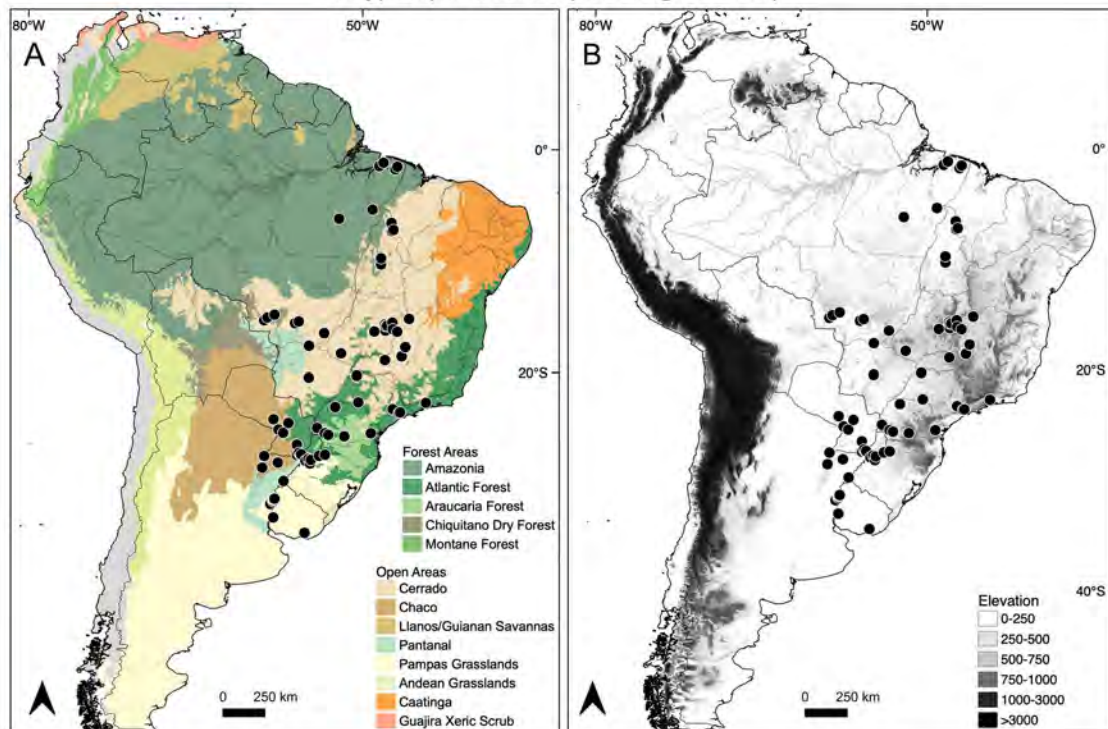 80°W
50°W
A
0°
20°S
Forest Areas
Amazonia
Atlantic Forest
Araucaria Forest
Chiquitano Dry Forest
Montane Forest
Open Areas
Cerrado
Chaco
Llanos/Guianan Savannas
Pantanal
Pampas Grasslands
Andean Grasslands
Caatinga
Guajira Xeric Scrub
0 250 km
80°W
50°W
B
0°
20°S
40°S
Elevation
0-250
250-500
500-750
750-1000
1000-3000
>3000
0 250 km